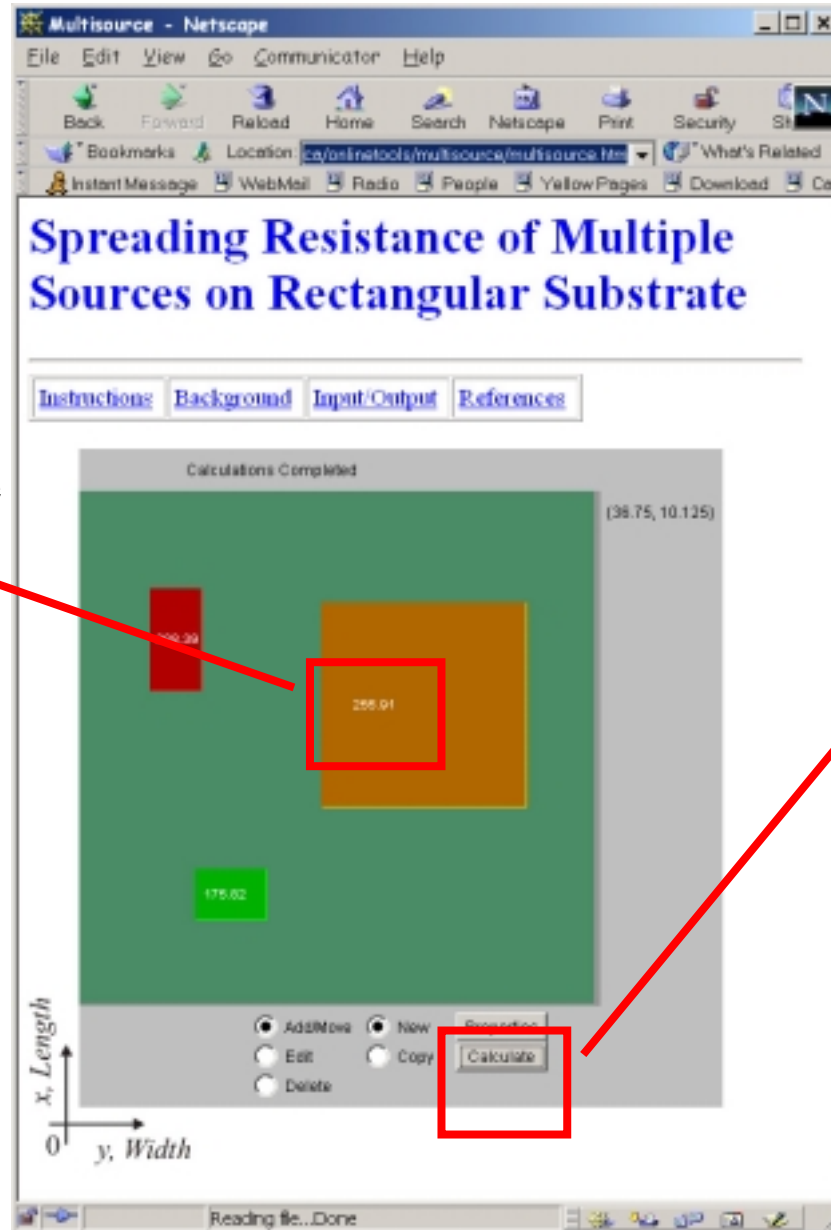 Multisource - Netscape
File Edit View Go Communicator Help
Back Forward Reload Home Search Netscape Print Security
Bookmarks Location: ca/onlinetools/multisource/multisource.htm What's Related
Instant Message WebMail Radio People Yellow Pages Download
Spreading Resistance of Multiple
Sources on Rectangular Substrate
Instructions Background Input/Output References
Calculations Completed
(36.75, 10.125)
175.82
Add/Move New Properties
Edit Copy Calculate
Delete
x, Length
0 y, Width
Reading file...Done